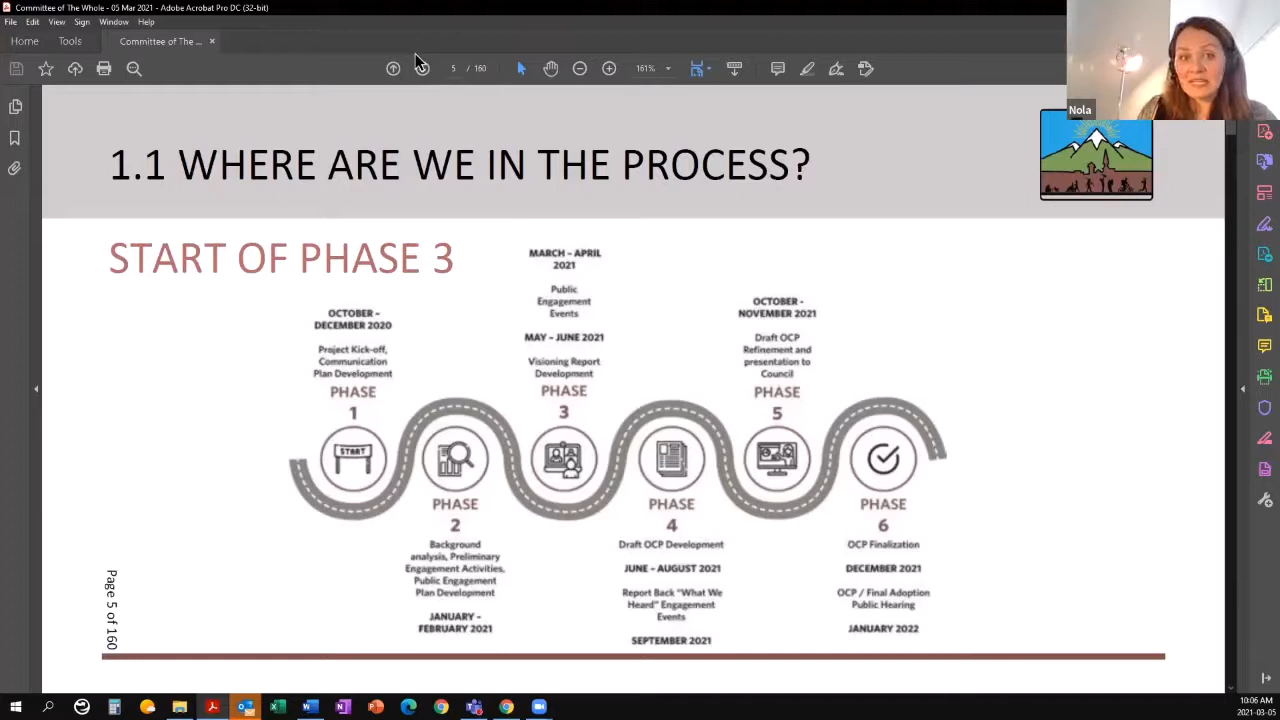 Committee of The Whole - 05 Mar 2021 - Adobe Acrobat Pro DC (32-bit)
File Edit View Sign Window Help
Home Tools Committee of The ... ×
5 / 160 161%
Nola
1.1 WHERE ARE WE IN THE PROCESS?
START OF PHASE 3
OCTOBER -
DECEMBER 2020
Project Kick-off,
Communication
Plan Development
PHASE
1
START
PHASE
2
Background
analysis, Preliminary
Engagement Activities,
Public Engagement
Plan Development
JANUARY -
FEBRUARY 2021
MARCH - APRIL
2021
Public
Engagement
Events
MAY - JUNE 2021
Visioning Report
Development
PHASE
3
PHASE
4
Draft OCP Development
JUNE - AUGUST 2021
Report Back "What We
Heard" Engagement
Events
SEPTEMBER 2021
OCTOBER -
NOVEMBER 2021
Draft OCP
Refinement and
presentation to
Council
PHASE
5
PHASE
6
OCP Finalization
DECEMBER 2021
OCP / Final Adoption
Public Hearing
JANUARY 2022
Page 5 of 160
10:06 AM
2021-03-05